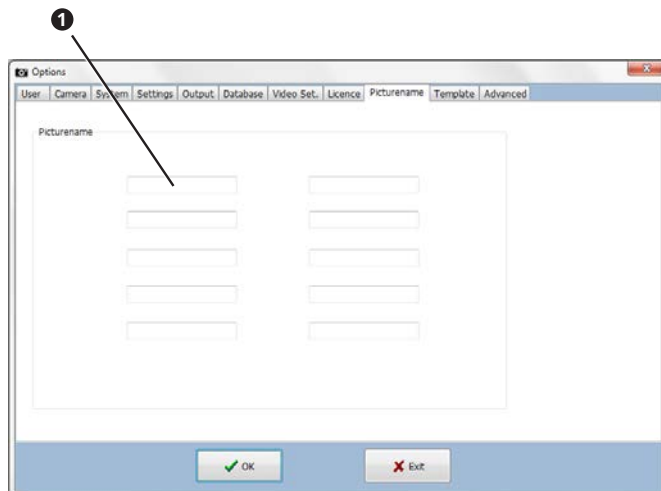 1
Options
User Camera System Settings Output Database Video Set. Licence Picturename Template Advanced
Picturename
OK Exit